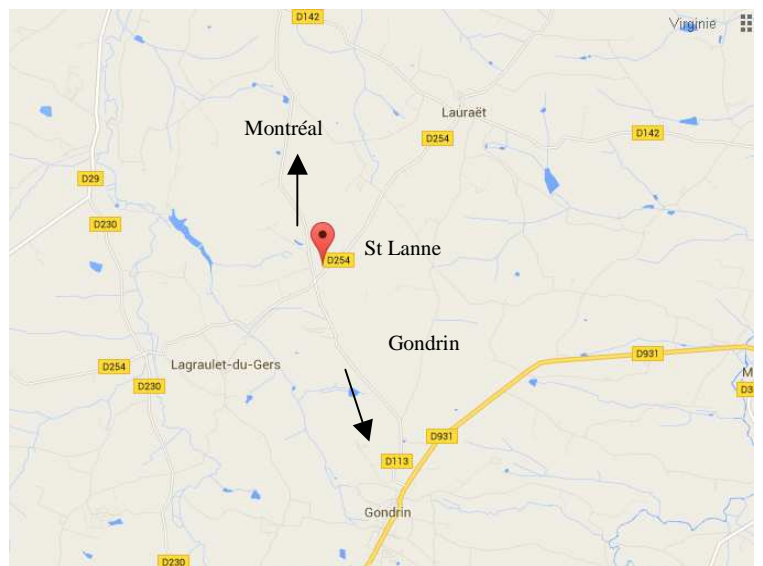 D142
Virginie
Lauraët
Montréal
D254
D142
D29
D230
St Lanne
D254
Gondrin
D931
D254
Lagraulet-du-Gers
D230
M
D3
D931
D113
Gondrin
D230